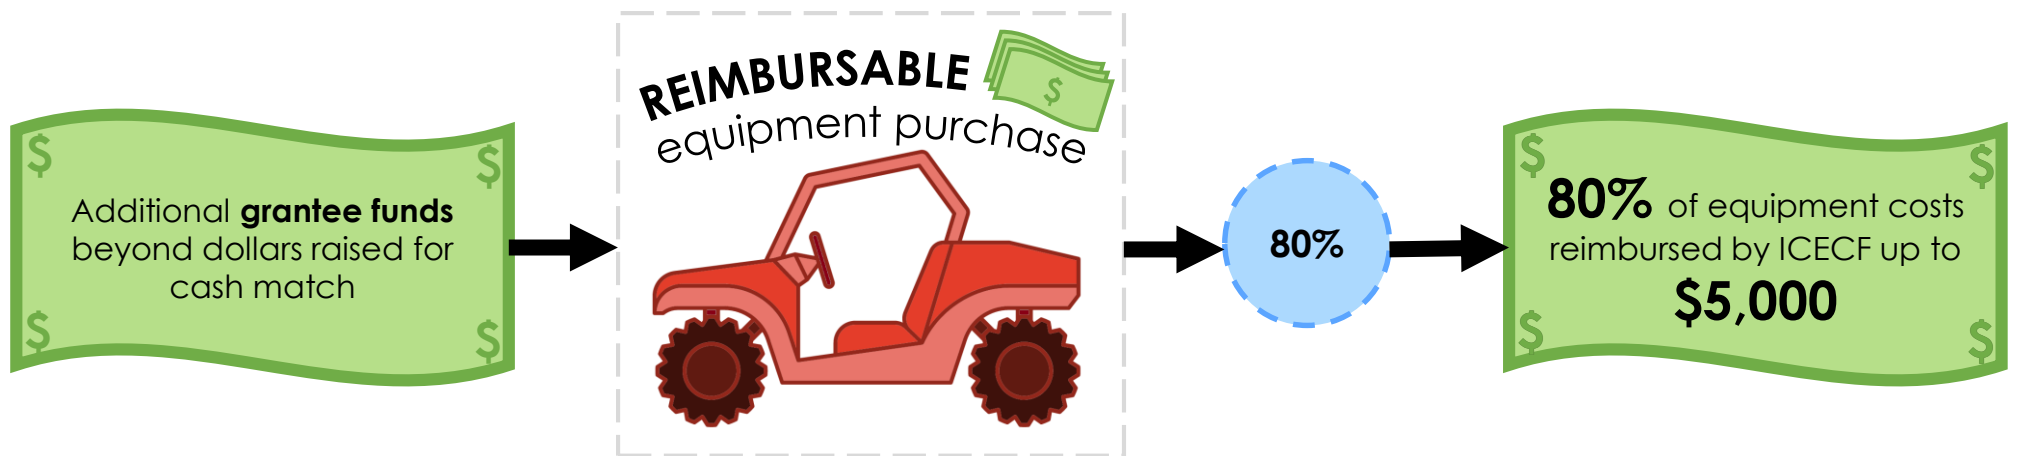 Additional grantee funds
beyond dollars raised for
cash match
REIMBURSABLE
equipment purchase
$
80%
80% of equipment costs
reimbursed by ICECF up to
$5,000